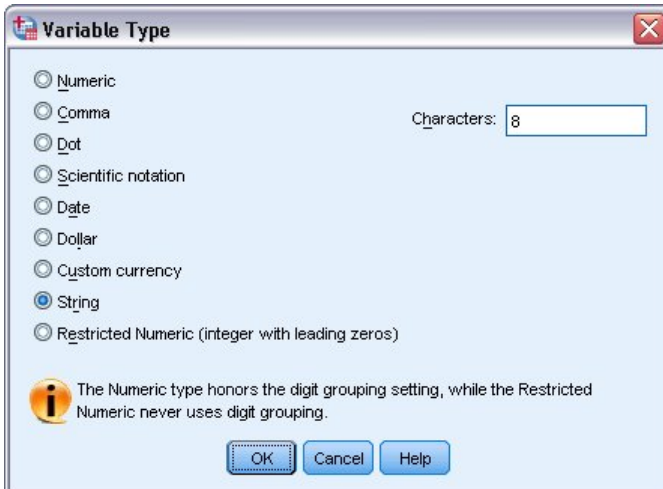 Variable Type
Numeric
Comma
Characters: 8
Dot
Scientific notation
Date
Dollar
Custom currency
String
Restricted Numeric (integer with leading zeros)
The Numeric type honors the digit grouping setting, while the Restricted
Numeric never uses digit grouping.
OK Cancel Help